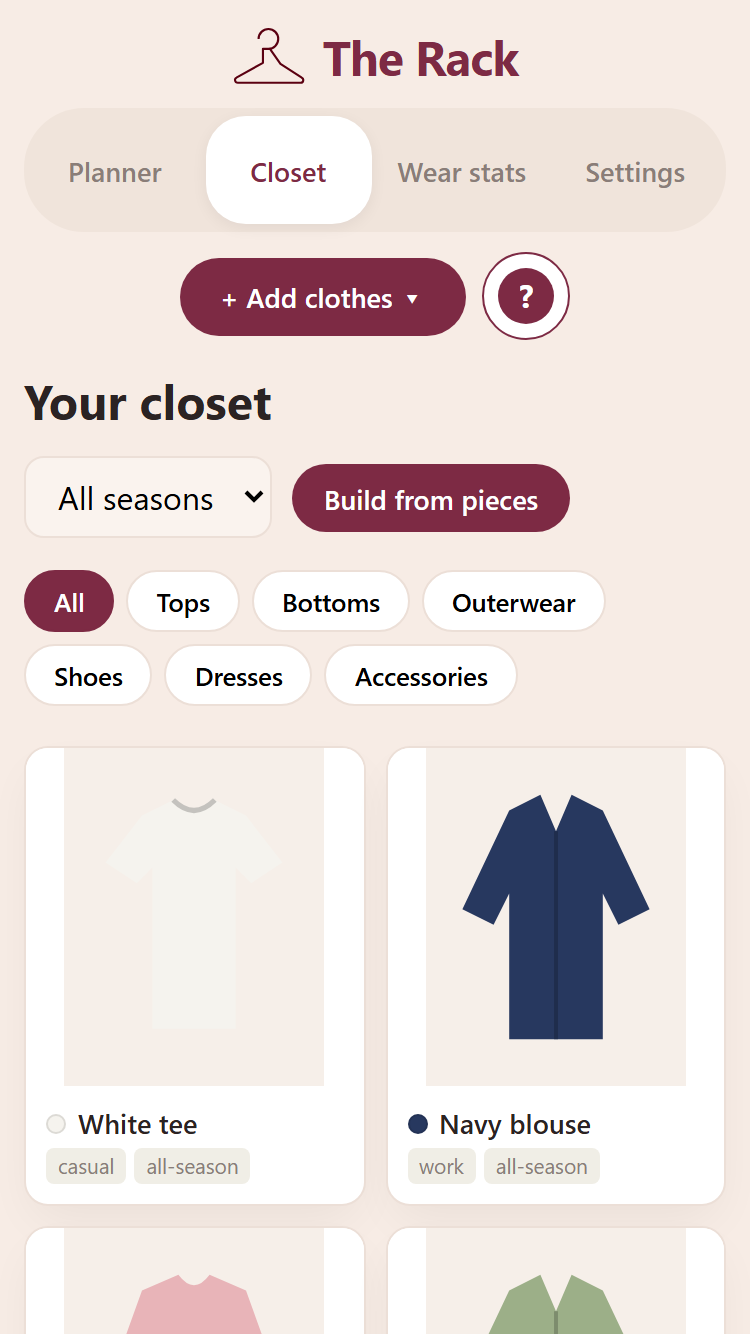 The Rack
Planner Closet Wear stats Settings
+ Add clothes ▼ ?
Your closet
All seasons Build from pieces
All Tops Bottoms Outerwear
Shoes Dresses Accessories
White tee Navy blouse
casual all-season work all-season